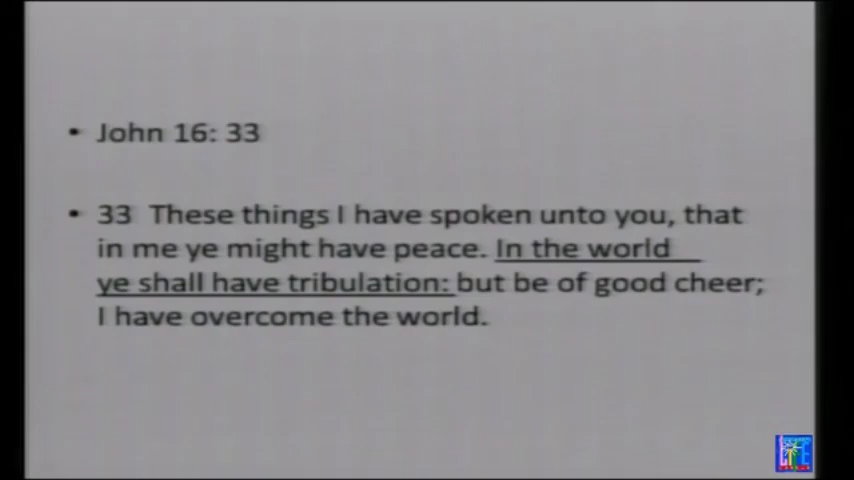 • John 16: 33
• 33 These things I have spoken unto you, that
in me ye might have peace. In the world
ye shall have tribulation: but be of good cheer;
I have overcome the world.
LIFE